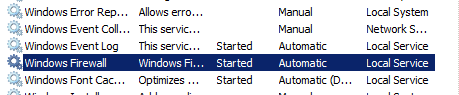 Windows Error Rep... Allows erro... Manual Local System
Windows Event Coll... This servic... Manual Network S...
Windows Event Log This servic... Started Automatic Local Service
Windows Firewall Windows Fi... Started Automatic Local Service
Windows Font Cac... Optimizes ... Started Automatic (D... Local Service